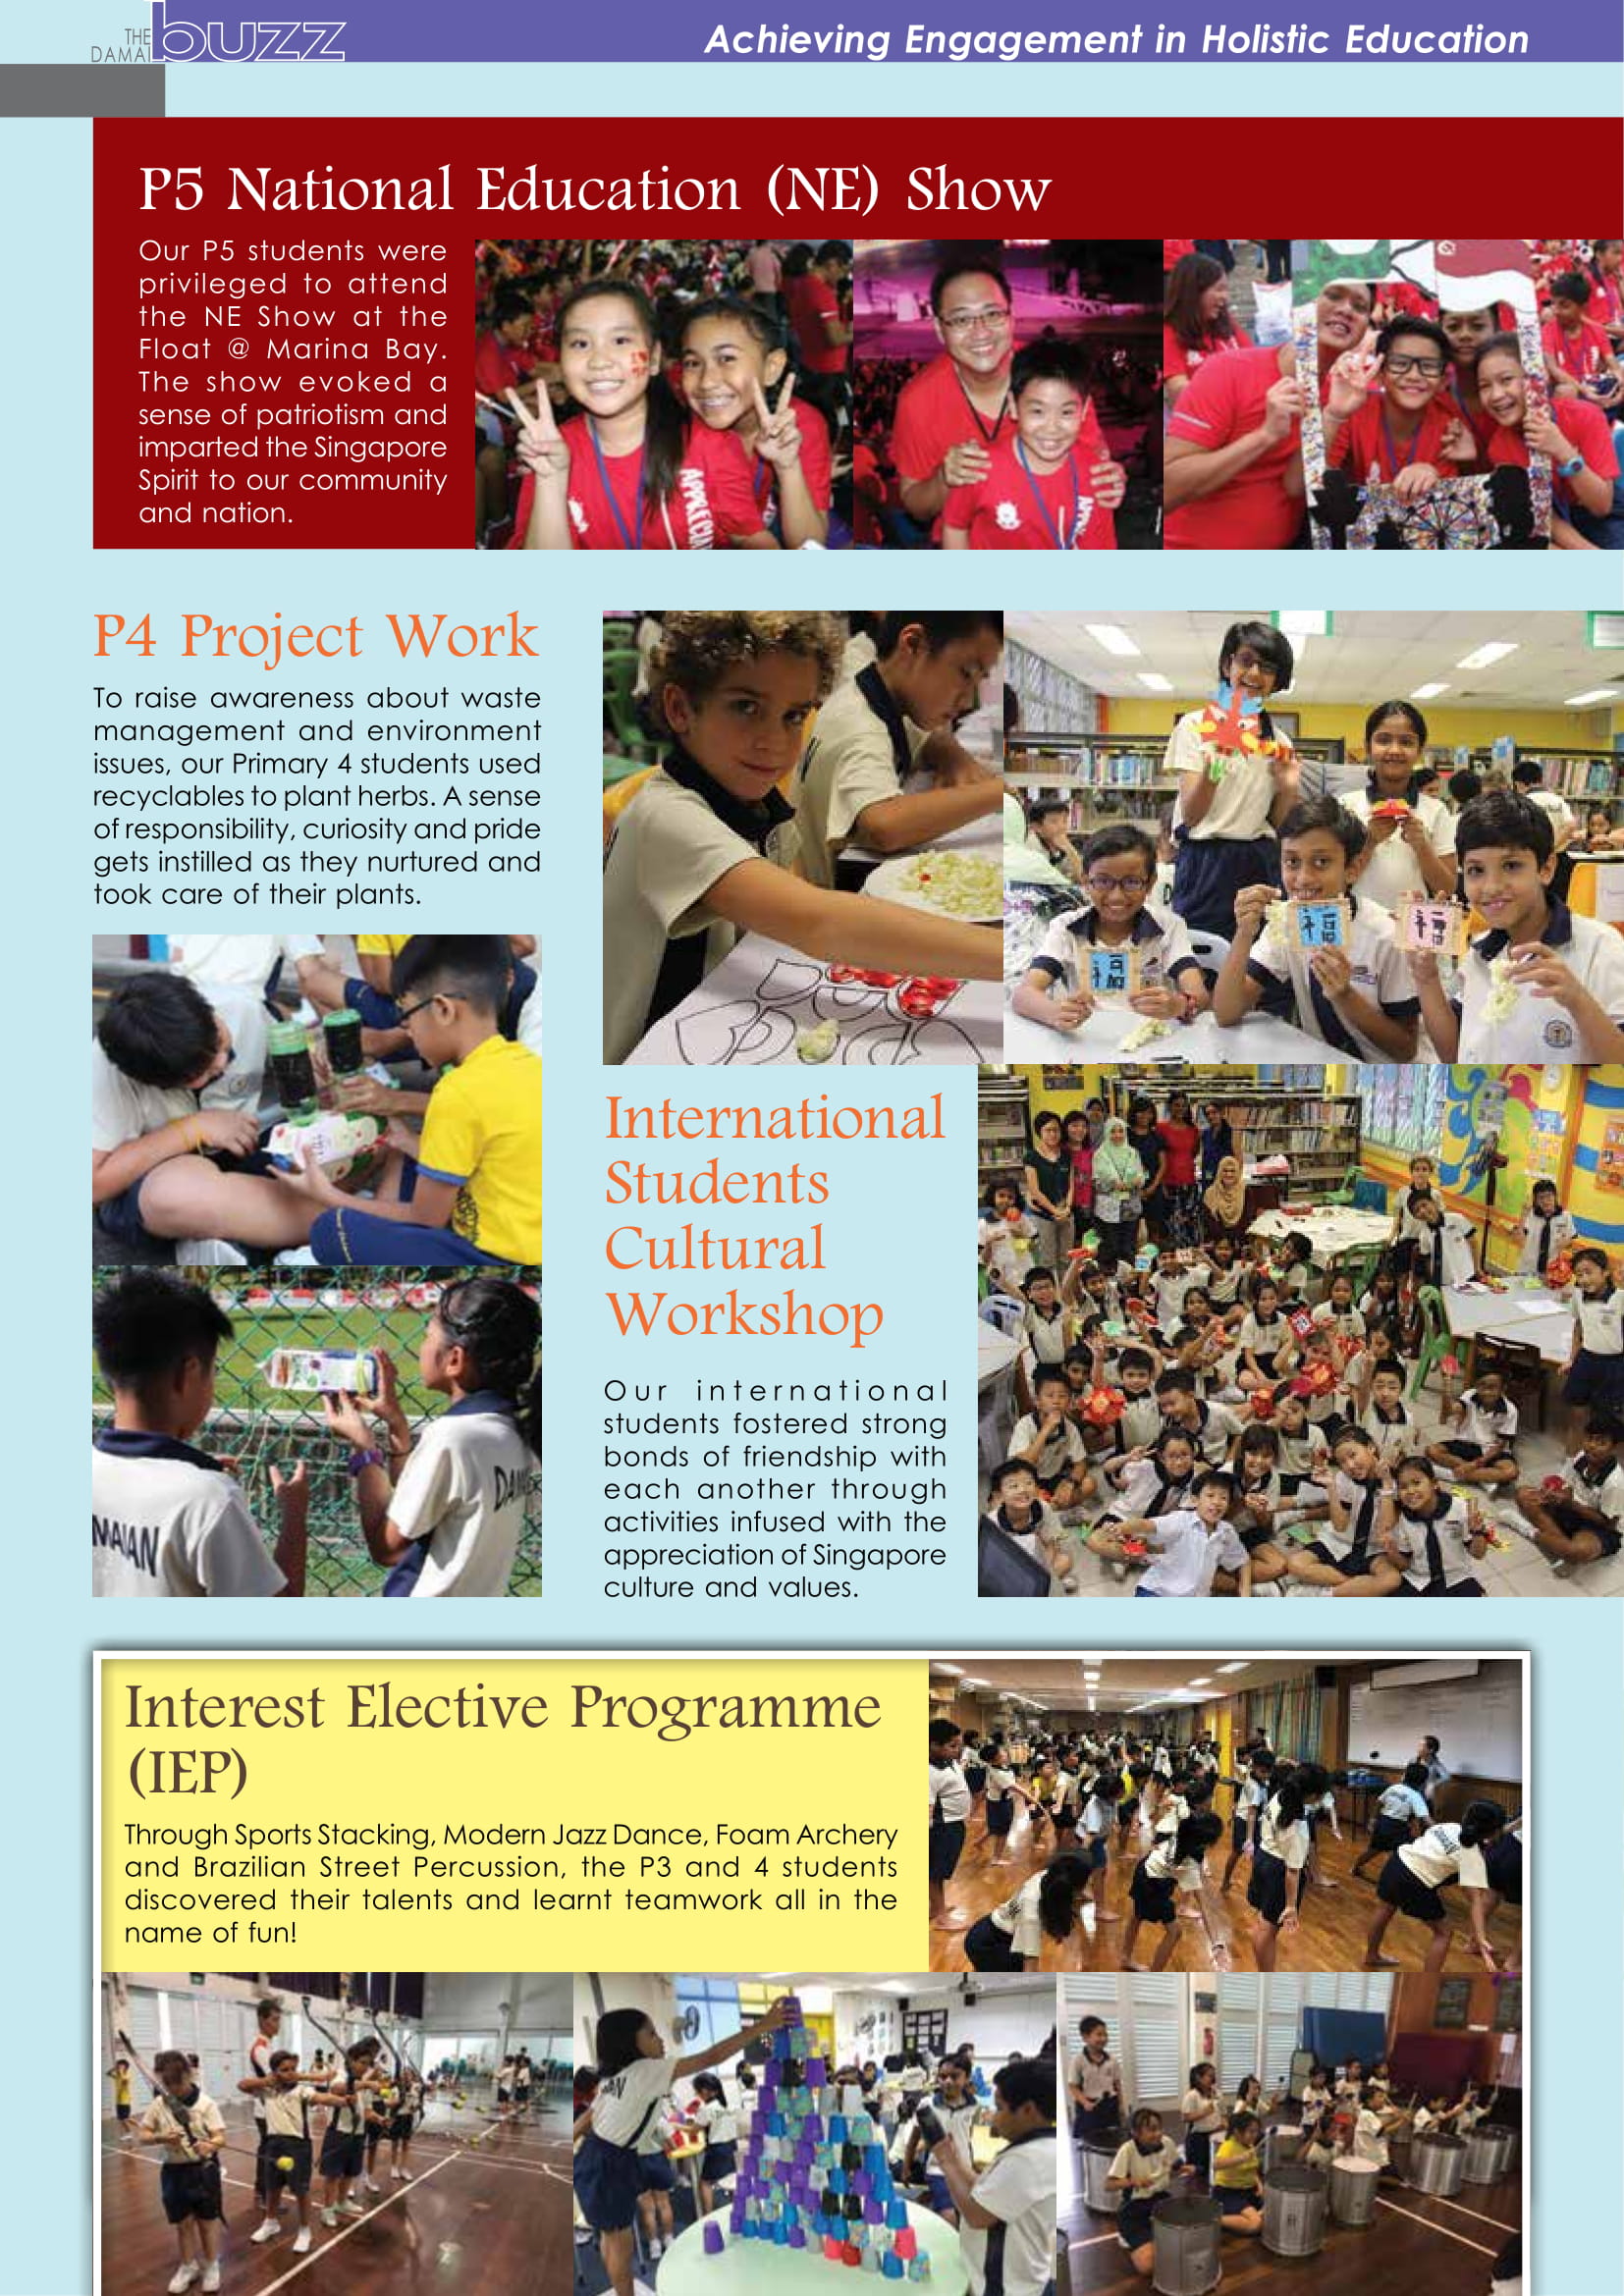 THE
DAMAI
buzz
Achieving Engagement in Holistic Education
P5 National Education (NE) Show
Our P5 students were
privileged to attend
the NE Show at the
Float @ Marina Bay.
The show evoked a
sense of patriotism and
imparted the Singapore
Spirit to our community
and nation.
P4 Project Work
To raise awareness about waste
management and environment
issues, our Primary 4 students used
recyclables to plant herbs. A sense
of responsibility, curiosity and pride
gets instilled as they nurtured and
took care of their plants.
International
Students
Cultural
Workshop
Our international
students fostered strong
bonds of friendship with
each another through
activities infused with the
appreciation of Singapore
culture and values.
Interest Elective Programme
(IEP)
Through Sports Stacking, Modern Jazz Dance, Foam Archery
and Brazilian Street Percussion, the P3 and 4 students
discovered their talents and learnt teamwork all in the
name of fun!